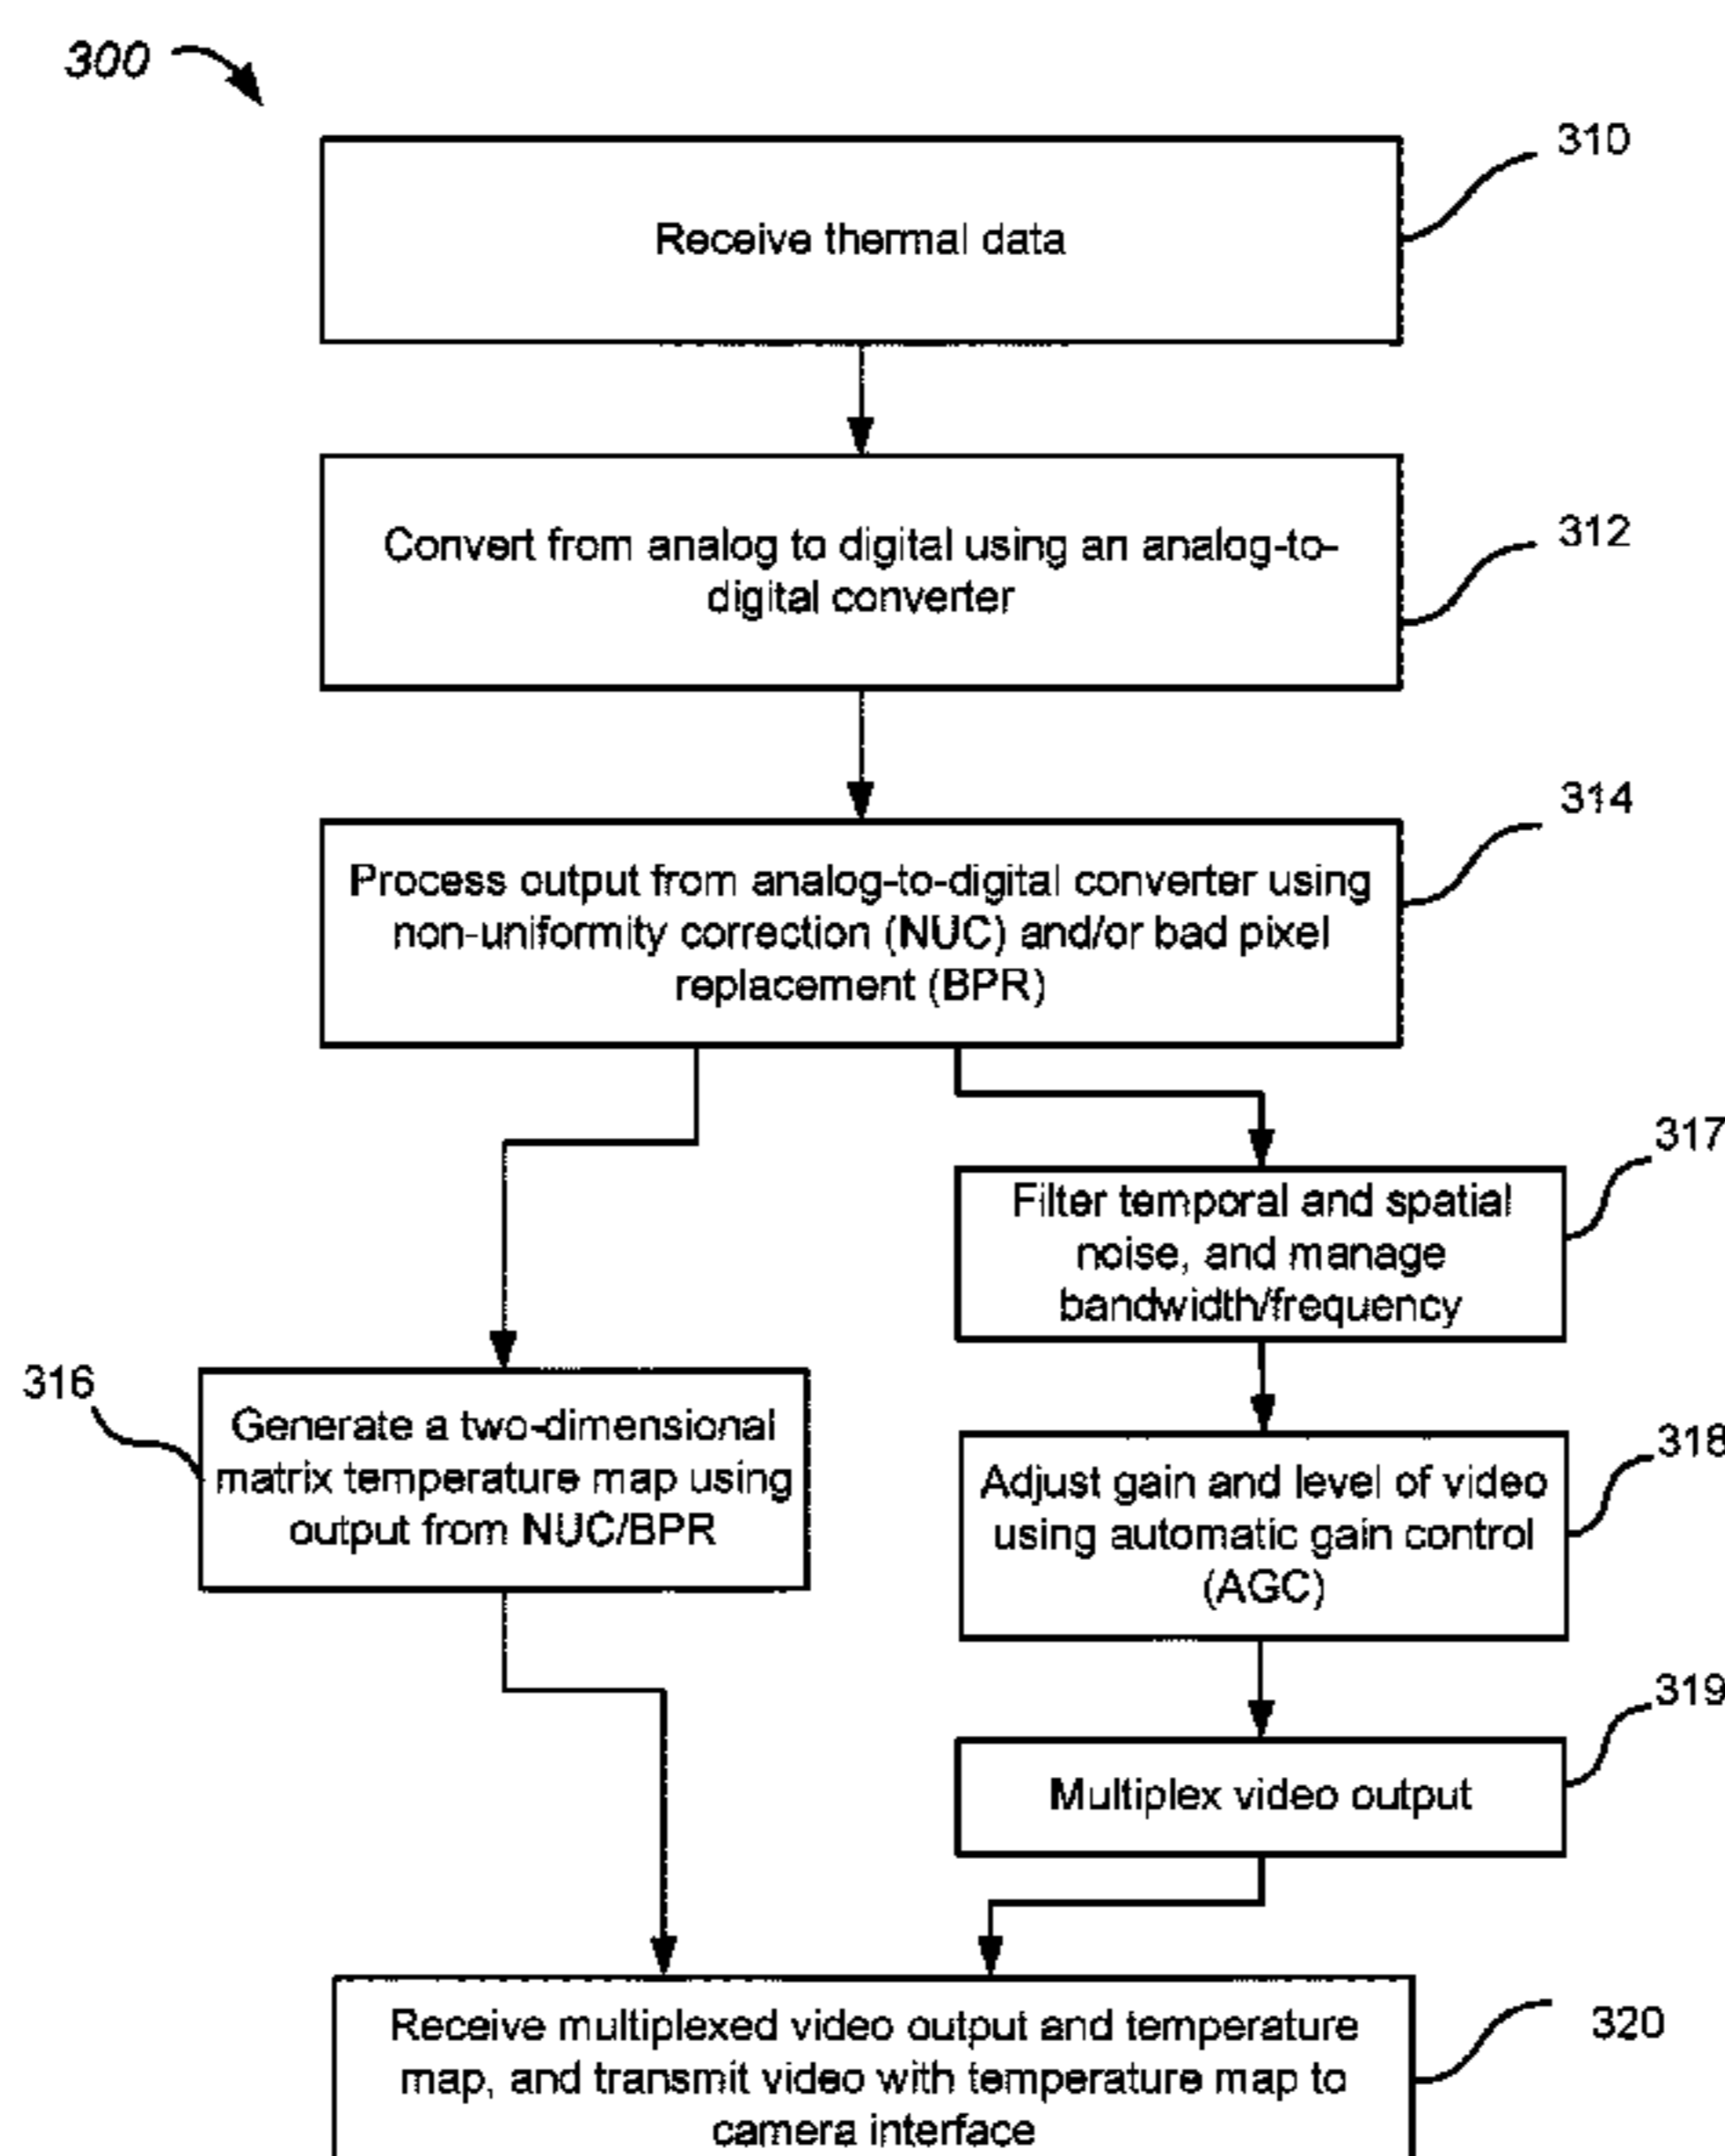 300
310
Receive thermal data
312
Convert from analog to digital using an analog-to-
digital converter
314
Process output from analog-to-digital converter using
non-uniformity correction (NUC) and/or bad pixel
replacement (BPR)
317
Filter temporal and spatial
noise, and manage
bandwidth/frequency
316
Generate a two-dimensional
matrix temperature map using
output from NUC/BPR
318
Adjust gain and level of video
using automatic gain control
(AGC)
319
Multiplex video output
320
Receive multiplexed video output and temperature
map, and transmit video with temperature map to
camera interface